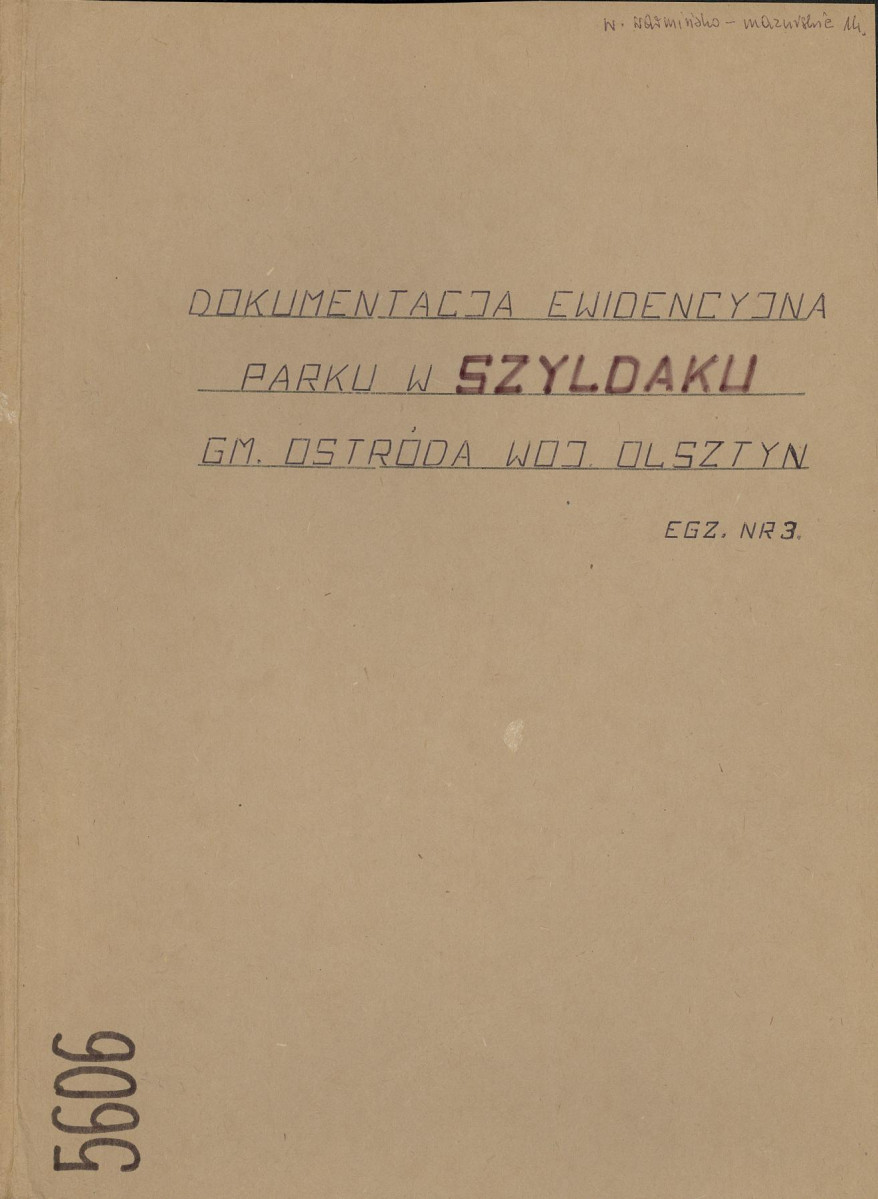 w. warmińsko - mazurskie 14.
DOKUMENTACJA EWIDENCYJNA
PARKU W SZYLDAKU
GM. OSTRÓDA WOJ. OLSZTYN
EGZ. NR 3.
5606